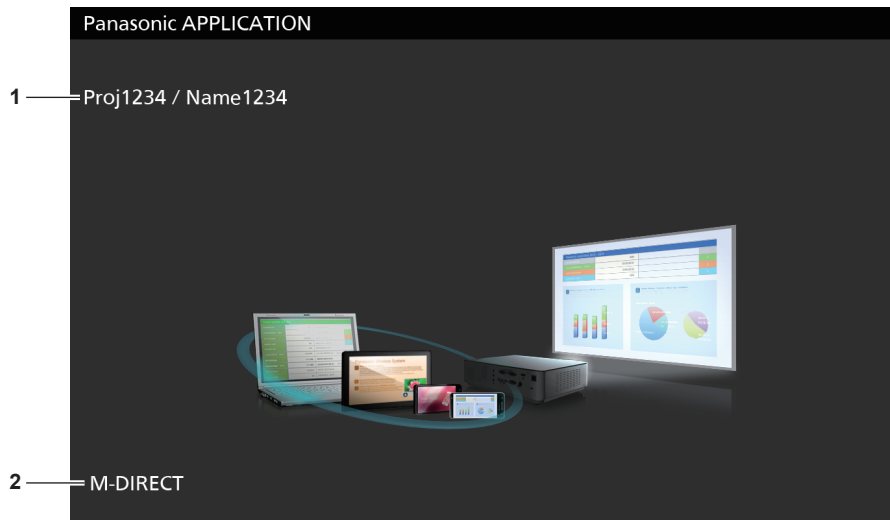 Panasonic APPLICATION
1
Proj1234 / Name1234
2
M-DIRECT